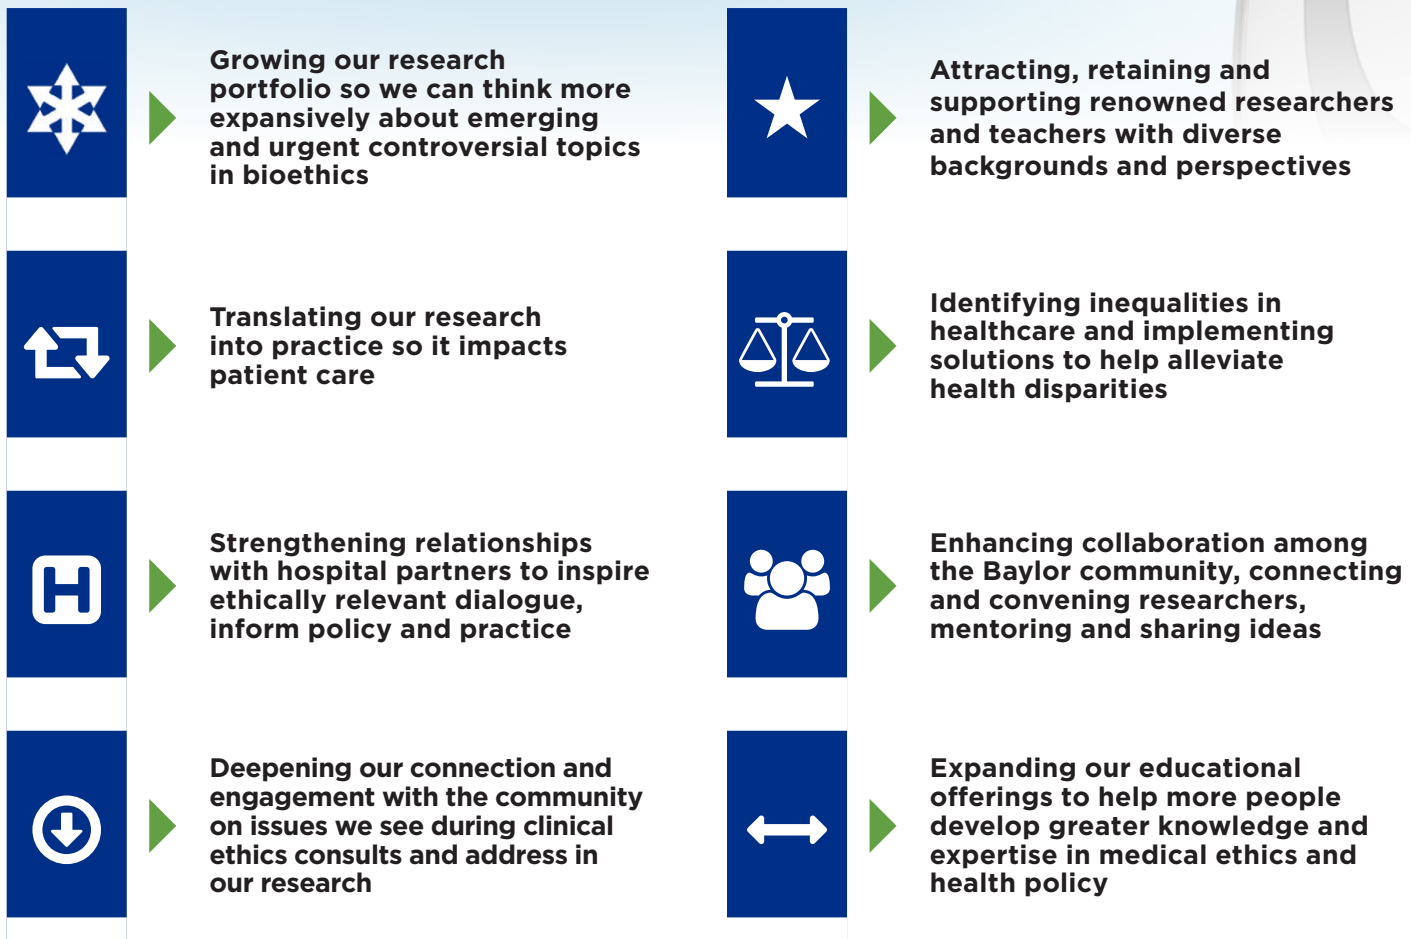 Growing our research
portfolio so we can think more
expansively about emerging
and urgent controversial topics
in bioethics
Translating our research
into practice so it impacts
patient care
H
Strengthening relationships
with hospital partners to inspire
ethically relevant dialogue,
inform policy and practice
Deepening our connection and
engagement with the community
on issues we see during clinical
ethics consults and address in
our research
Attracting, retaining and
supporting renowned researchers
and teachers with diverse
backgrounds and perspectives
Identifying inequalities in
healthcare and implementing
solutions to help alleviate
health disparities
Enhancing collaboration among
the Baylor community, connecting
and convening researchers,
mentoring and sharing ideas
Expanding our educational
offerings to help more people
develop greater knowledge and
expertise in medical ethics and
health policy